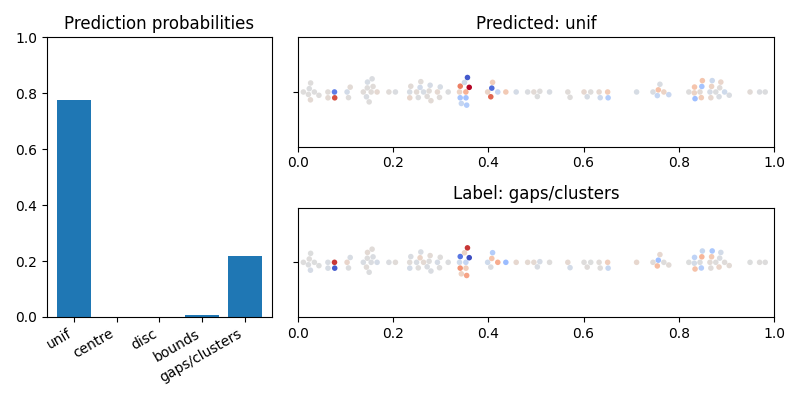 Prediction probabilities
1.0
0.8
0.6
0.4
0.2
0.0
unif
centre
disc
bounds
gaps/clusters
Predicted: unif
0.0 0.2 0.4 0.6 0.8 1.0
Label: gaps/clusters
0.0 0.2 0.4 0.6 0.8 1.0